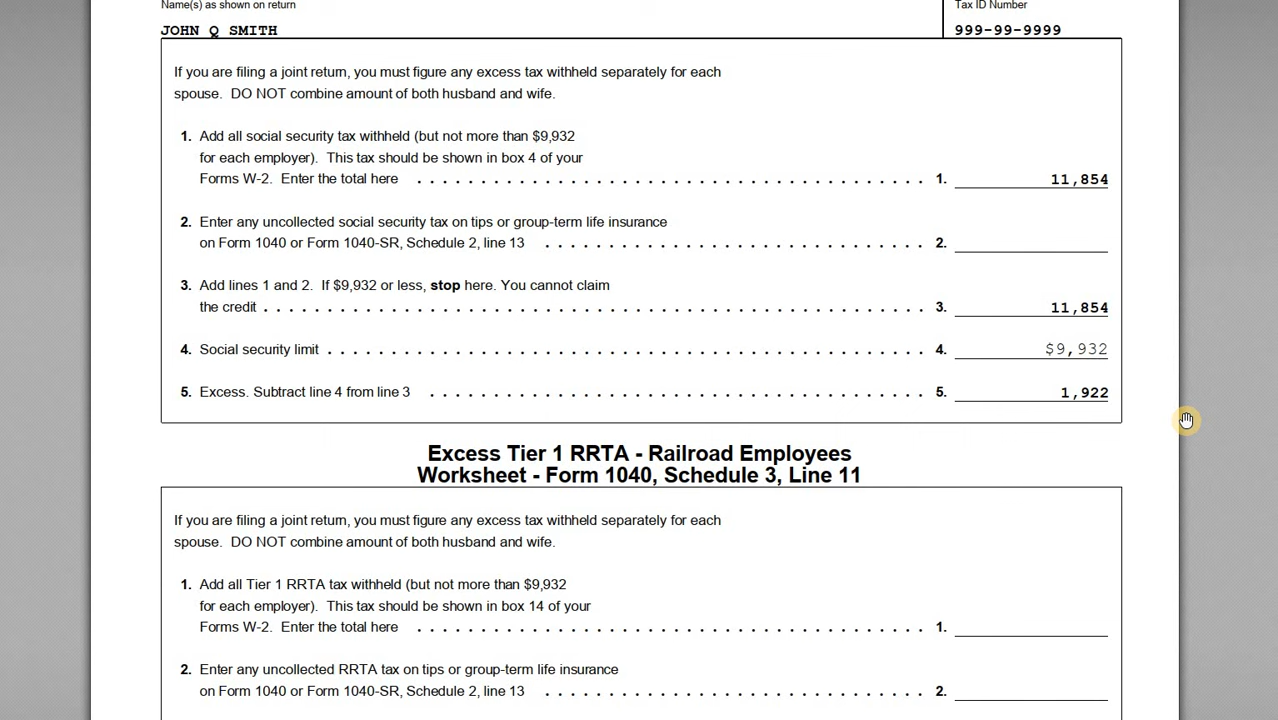 Name(s) as shown on return Tax ID Number
JOHN Q SMITH 999-99-9999
If you are filing a joint return, you must figure any excess tax withheld separately for each
spouse. DO NOT combine amount of both husband and wife.
1. Add all social security tax withheld (but not more than $9,932
for each employer). This tax should be shown in box 4 of your
Forms W-2. Enter the total here . . . . . . . . . . . . . . . . . . . . . . . . . . . . . . . . . . . . . . . 1. 11,854
2. Enter any uncollected social security tax on tips or group-term life insurance
on Form 1040 or Form 1040-SR, Schedule 2, line 13 . . . . . . . . . . . . . . . . . . . . . . . . . . . . . . 2.
3. Add lines 1 and 2. If $9,932 or less, stop here. You cannot claim
the credit . . . . . . . . . . . . . . . . . . . . . . . . . . . . . . . . . . . . . . . . . . . . . . . . . . . . 3. 11,854
4. Social security limit . . . . . . . . . . . . . . . . . . . . . . . . . . . . . . . . . . . . . . . . . . . . . . . 4. $9,932
5. Excess. Subtract line 4 from line 3 . . . . . . . . . . . . . . . . . . . . . . . . . . . . . . . . . . . . . . 5. 1,922
Excess Tier 1 RRTA - Railroad Employees
Worksheet - Form 1040, Schedule 3, Line 11
If you are filing a joint return, you must figure any excess tax withheld separately for each
spouse. DO NOT combine amount of both husband and wife.
1. Add all Tier 1 RRTA tax withheld (but not more than $9,932
for each employer). This tax should be shown in box 14 of your
Forms W-2. Enter the total here . . . . . . . . . . . . . . . . . . . . . . . . . . . . . . . . . . . . . . . 1.
2. Enter any uncollected RRTA tax on tips or group-term life insurance
on Form 1040 or Form 1040-SR, Schedule 2, line 13 . . . . . . . . . . . . . . . . . . . . . . . . . . . . . . 2.